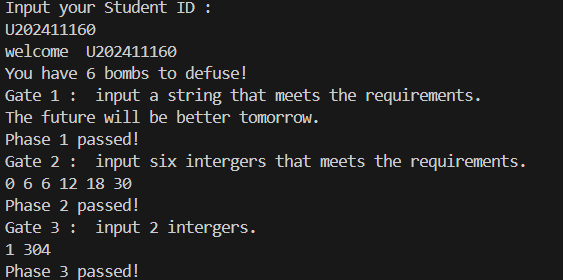 Input your Student ID :
U202411160
welcome  U202411160
You have 6 bombs to defuse!
Gate 1 :  input a string that meets the requirements.
The future will be better tomorrow.
Phase 1 passed!
Gate 2 :  input six intergers that meets the requirements.
0 6 6 12 18 30
Phase 2 passed!
Gate 3 :  input 2 intergers.
1 304
Phase 3 passed!